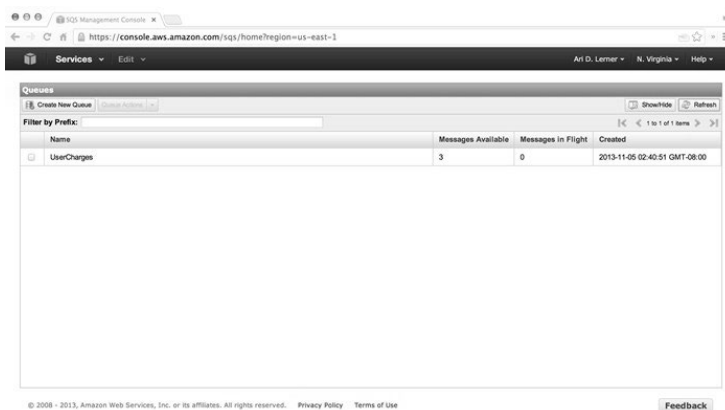 SQS Management Console
https://console.aws.amazon.com/sqs/home?region=us-east-1
Services Edit Ari D. Lerner N. Virginia Help
Queues
Create New Queue Queue Actions Show/Hide Refresh
Filter by Prefix: 1 to 1 of 1 items
Name Messages Available Messages in Flight Created
UserCharges 3 0 2013-11-05 02:40:51 GMT-08:00
© 2008 - 2013, Amazon Web Services, Inc. or its affiliates. All rights reserved. Privacy Policy Terms of Use Feedback